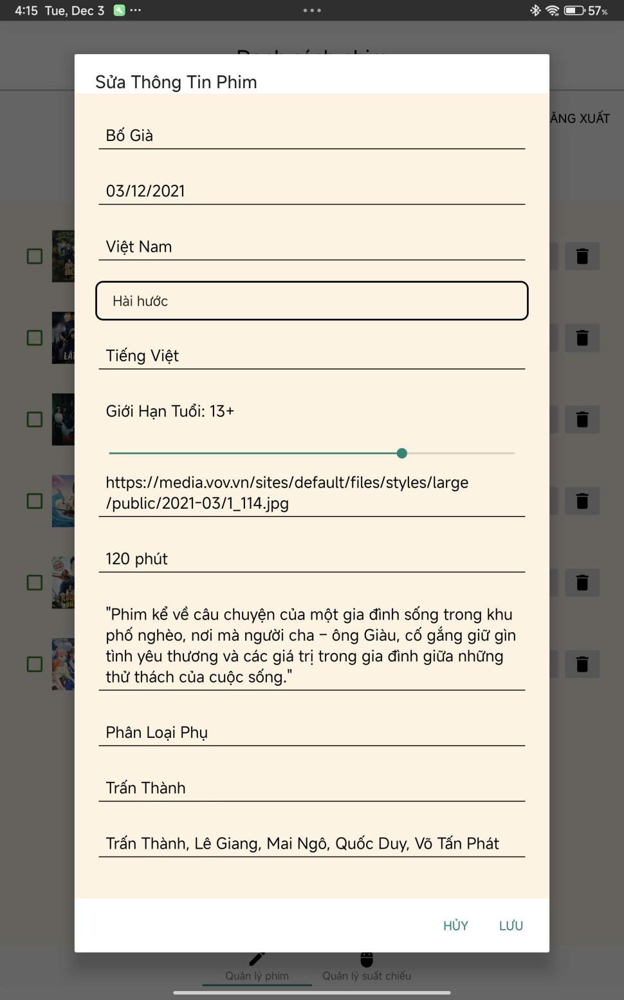 4:15 Tue, Dec 3
57%
Sửa Thông Tin Phim
ĂNG XUẤT
Bố Già
03/12/2021
Việt Nam
Hài hước
Tiếng Việt
Giới Hạn Tuổi: 13+
https://media.vov.vn/sites/default/files/styles/large
/public/2021-03/1_114.jpg
120 phút
"Phim kể về câu chuyện của một gia đình sống trong khu
phố nghèo, nơi mà người cha – ông Giàu, cố gắng giữ gìn
tình yêu thương và các giá trị trong gia đình giữa những
thử thách của cuộc sống."
Phân Loại Phụ
Trấn Thành
Trấn Thành, Lê Giang, Mai Ngô, Quốc Duy, Võ Tấn Phát
HỦY LƯU
Quản lý phim Quản lý suất chiếu